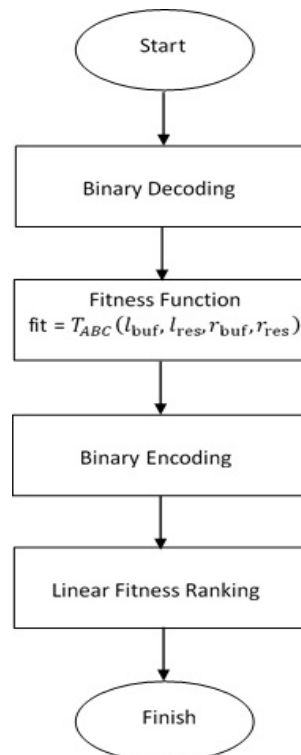 Start
Binary Decoding
Fitness Function
fit = T_ABC(l_buf, l_res, r_buf, r_res)
Binary Encoding
Linear Fitness Ranking
Finish